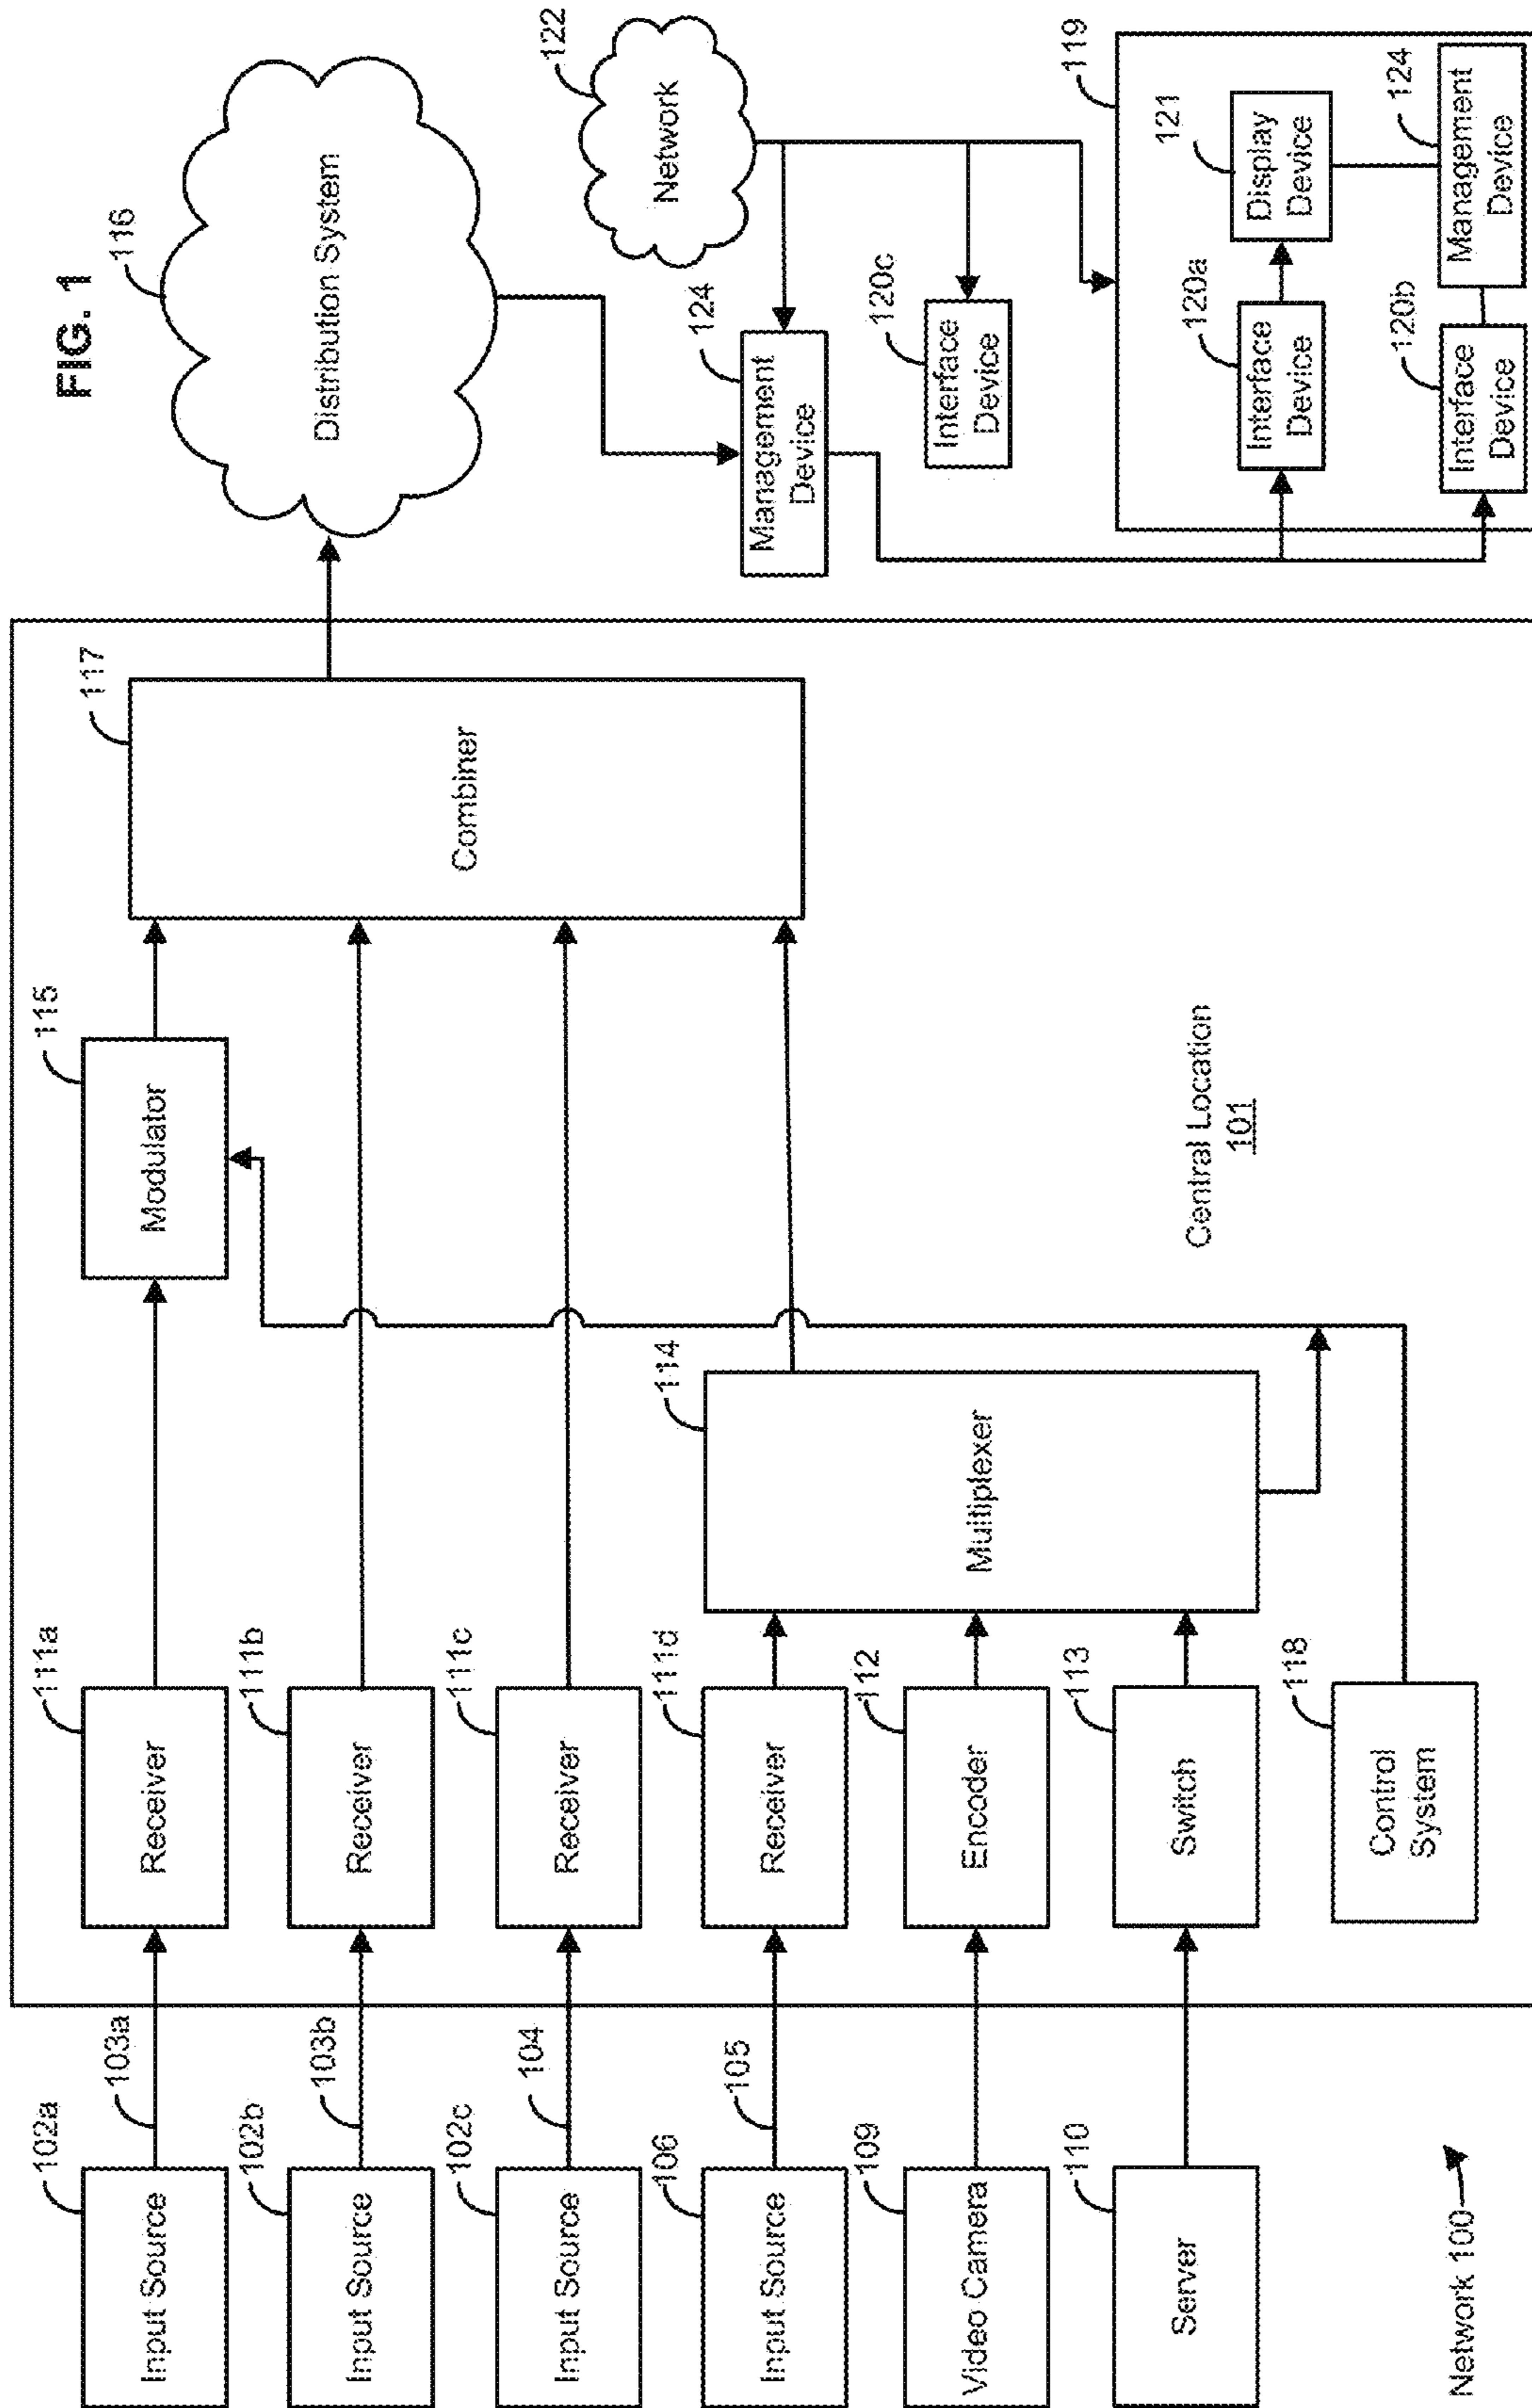 FIG. 1
102a
Input Source
103a
111a
Receiver
115
Modulator
117
Combiner
116
Distribution System
102b
Input Source
103b
111b
Receiver
102c
Input Source
104
111c
Receiver
106
Input Source
105
111d
Receiver
114
Multiplexer
109
Video Camera
112
Encoder
110
Server
113
Switch
118
Control
System
Central Location
101
Network 100
122
Network
124
Management
Device
120c
Interface
Device
119
120a
Interface
Device
121
Display
Device
120b
Interface
Device
124
Management
Device